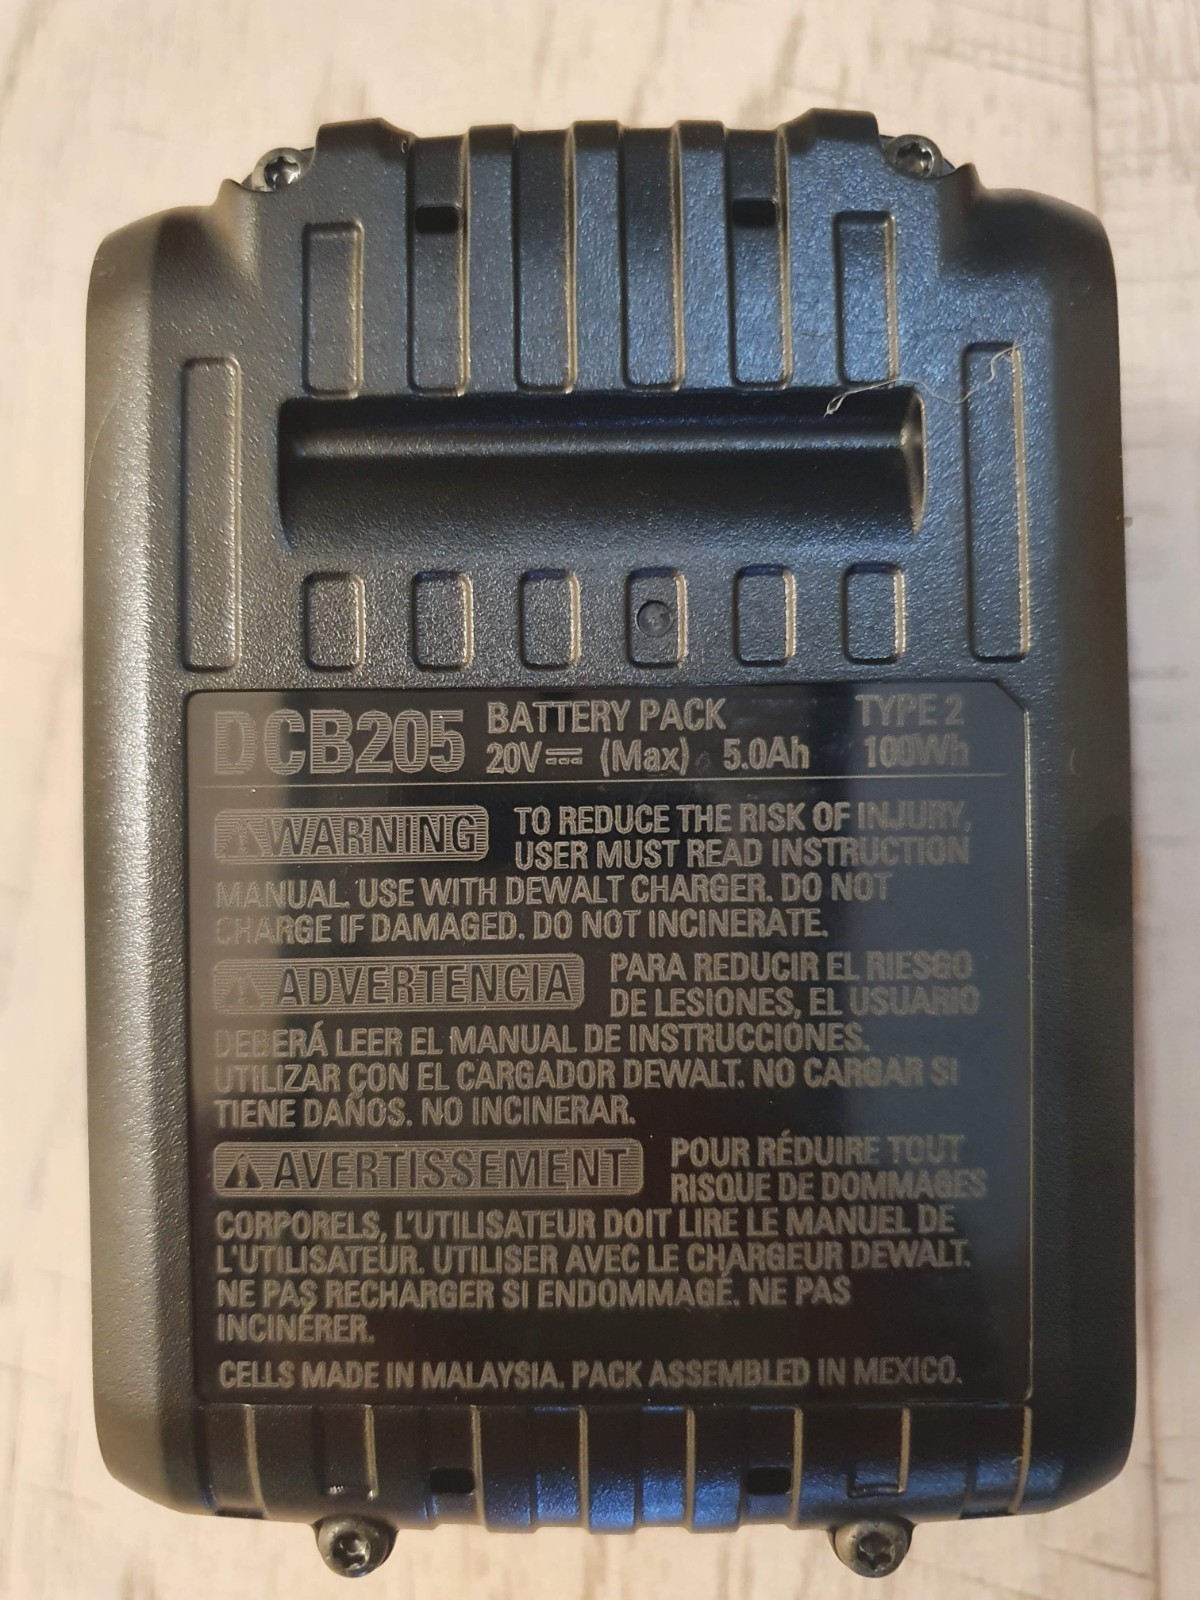 DCB205 BATTERY PACK TYPE 2
20V⎓ (Max) 5.0Ah 100Wh
⚠WARNING TO REDUCE THE RISK OF INJURY,
USER MUST READ INSTRUCTION
MANUAL. USE WITH DEWALT CHARGER. DO NOT
CHARGE IF DAMAGED. DO NOT INCINERATE.
⚠ADVERTENCIA PARA REDUCIR EL RIESGO
DE LESIONES, EL USUARIO
DEBERÁ LEER EL MANUAL DE INSTRUCCIÓNES.
UTILIZAR CON EL CARGADOR DEWALT. NO CARGAR SI
TIENE DAÑOS. NO INCINERAR.
⚠AVERTISSEMENT POUR RÉDUIRE TOUT
RISQUE DE DOMMAGES
CORPORELS, L'UTILISATEUR DOIT LIRE LE MANUEL DE
L'UTILISATEUR. UTILISER AVEC LE CHARGEUR DEWALT.
NE PAS RECHARGER SI ENDOMMAGÉ. NE PAS
INCINÉRER.
CELLS MADE IN MALAYSIA. PACK ASSEMBLED IN MEXICO.